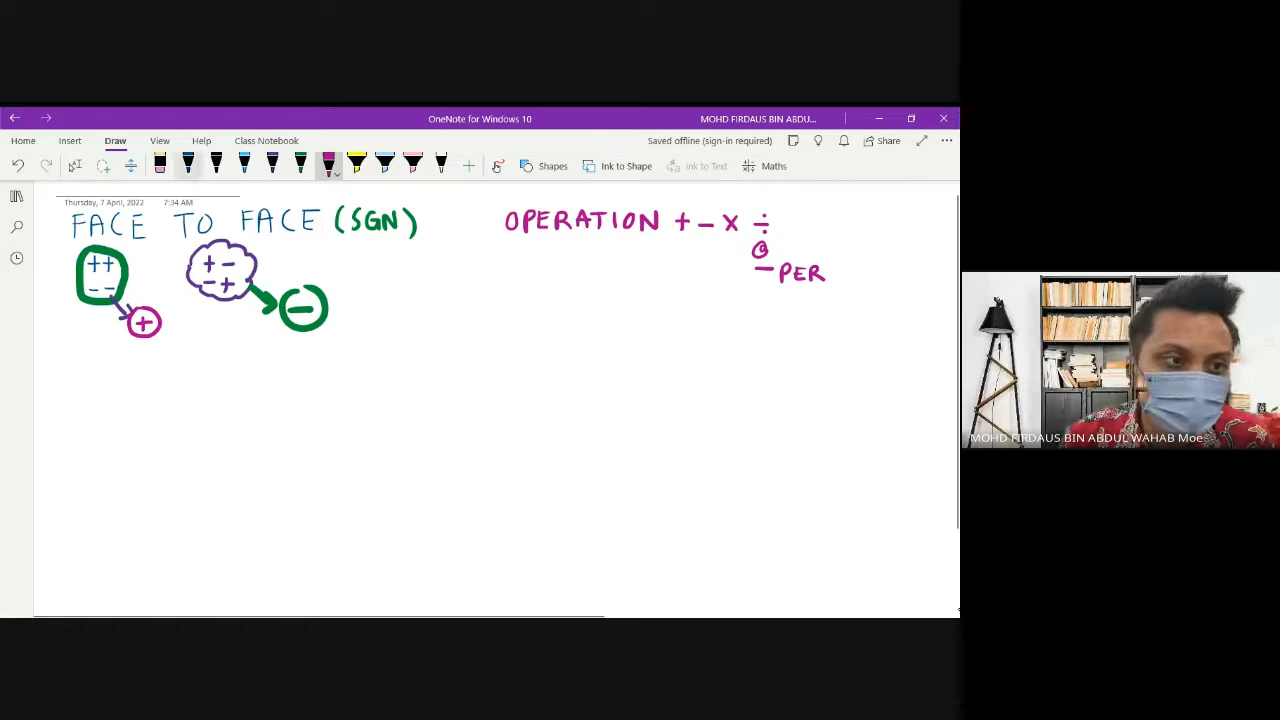 OneNote for Windows 10
MOHD FIRDAUS BIN ABDU...
Home Insert Draw View Help Class Notebook
Saved offline (sign-in required)
Share
Shapes
Ink to Shape
Ink to Text
Maths
Thursday, 7 April, 2022 7:34 AM
FACE TO FACE (SGN)
OPERATION + - × ÷
@
- PER
+ +
- -
+
+ -
- +
-
MOHD FIRDAUS BIN ABDUL WAHAB Moe